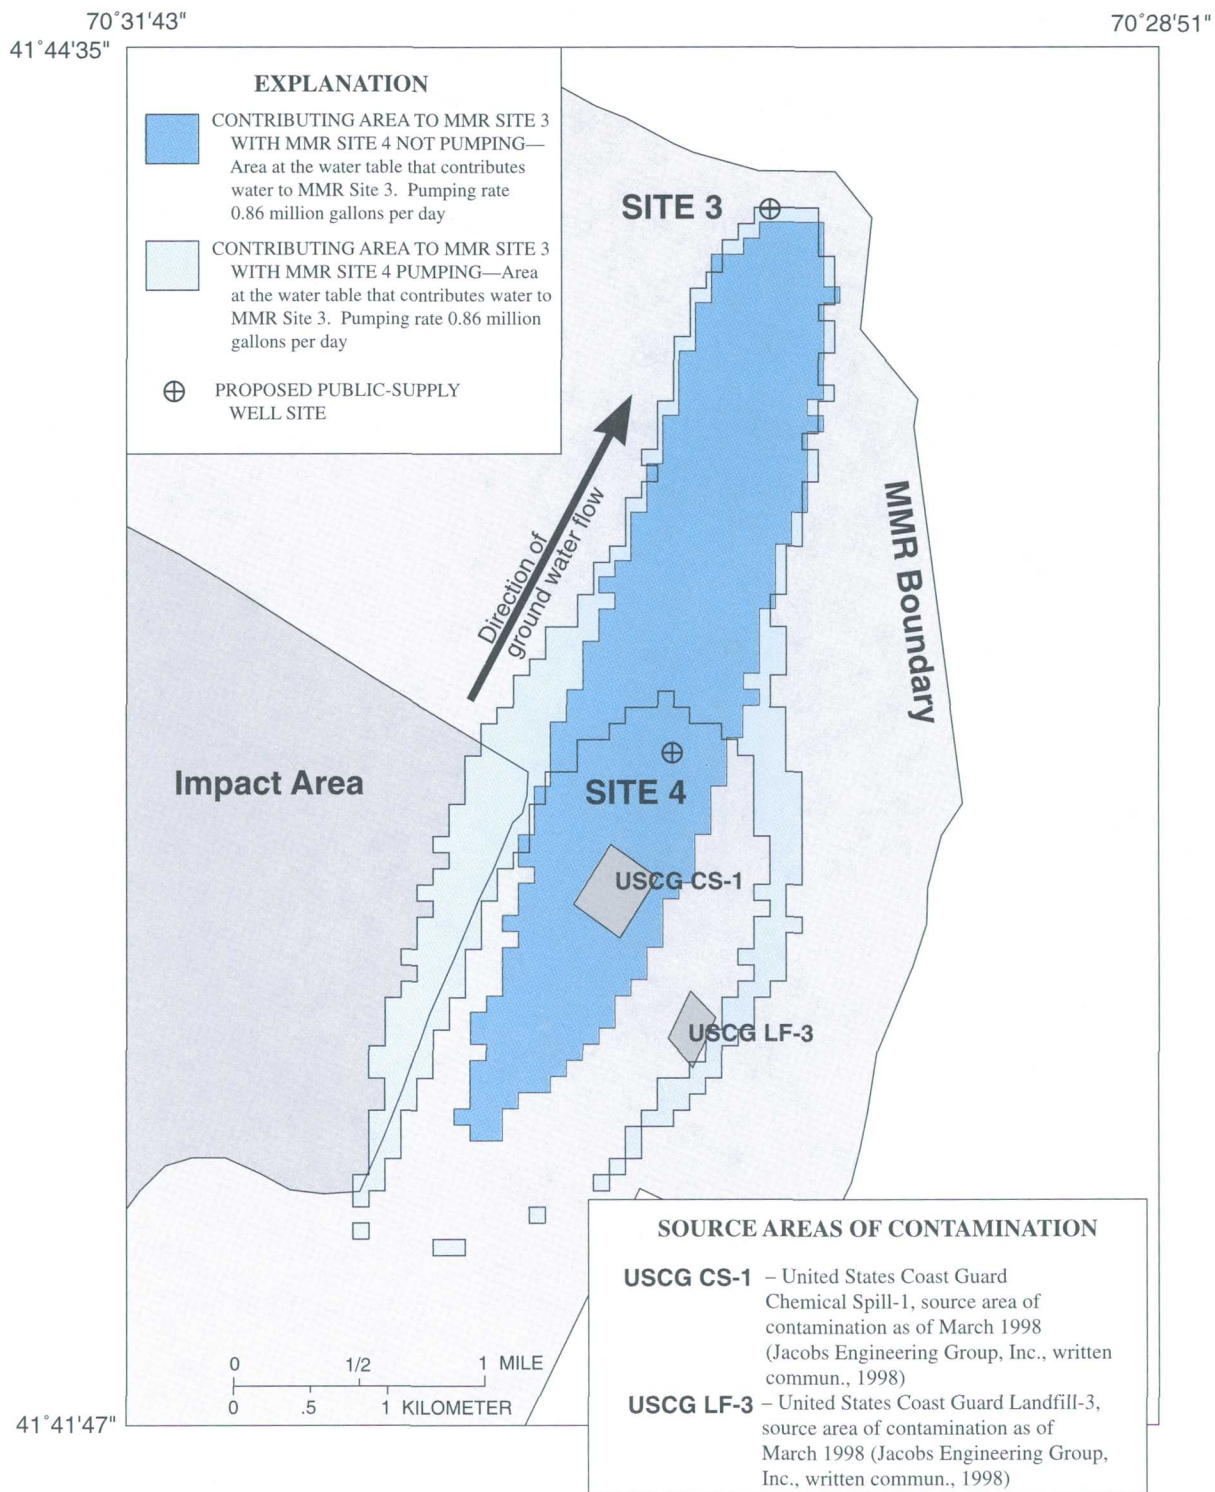 70°31'43"
70°28'51"
41°44'35"
EXPLANATION
CONTRIBUTING AREA TO MMR SITE 3
WITH MMR SITE 4 NOT PUMPING—
Area at the water table that contributes
water to MMR Site 3. Pumping rate
0.86 million gallons per day
CONTRIBUTING AREA TO MMR SITE 3
WITH MMR SITE 4 PUMPING—Area
at the water table that contributes water to
MMR Site 3. Pumping rate 0.86 million
gallons per day
PROPOSED PUBLIC-SUPPLY
WELL SITE
SITE 3
Direction of
ground water flow
MMR Boundary
Impact Area
SITE 4
USCG CS-1
USCG LF-3
SOURCE AREAS OF CONTAMINATION
USCG CS-1 – United States Coast Guard
Chemical Spill-1, source area of
contamination as of March 1998
(Jacobs Engineering Group, Inc., written
commun., 1998)
USCG LF-3 – United States Coast Guard Landfill-3,
source area of contamination as of
March 1998 (Jacobs Engineering Group,
Inc., written commun., 1998)
0 1/2 1 MILE
0 .5 1 KILOMETER
41°41'47"